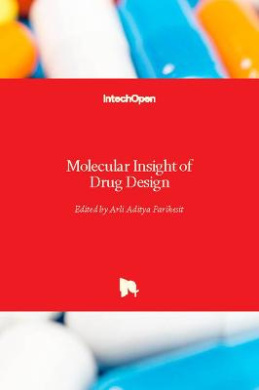 IntechOpen
Molecular Insight of
Drug Design
Edited by Arli Aditya Parikesit